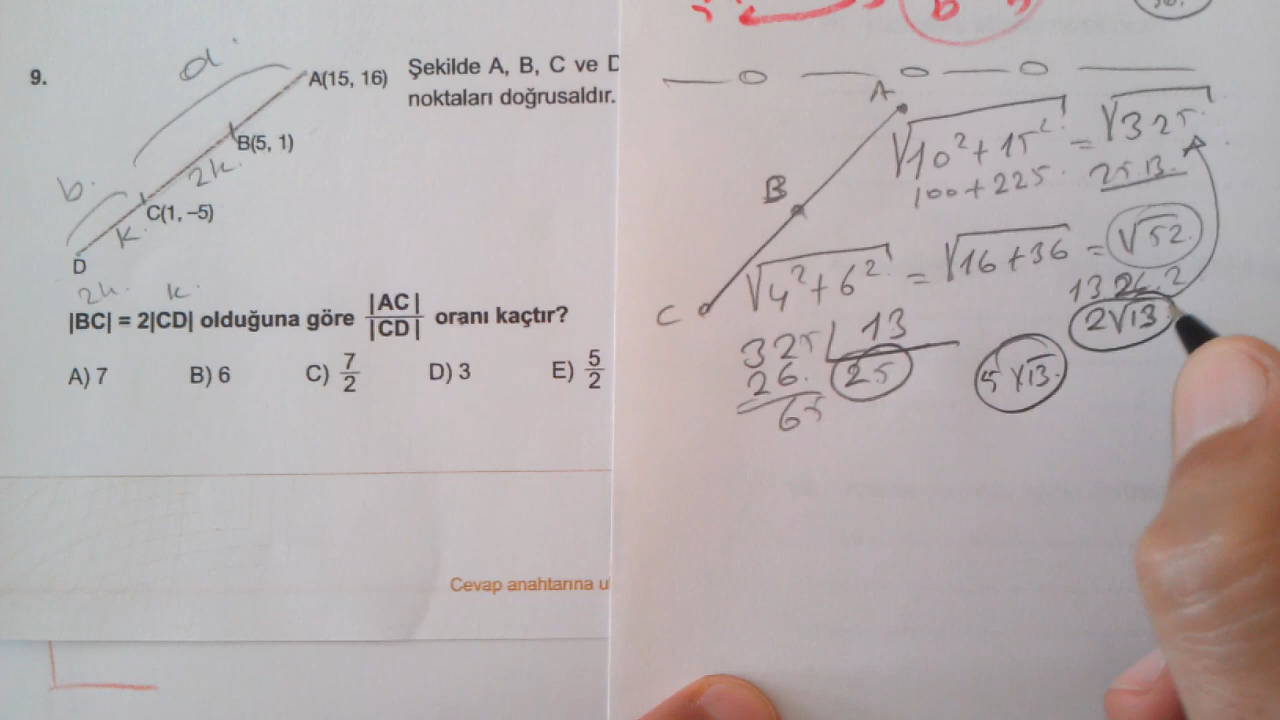 9.
a
A(15, 16)
B(5, 1)
2k
b
C(1, –5)
k
D
Şekilde A, B, C ve D
noktaları doğrusaldır.
2k k
|BC| = 2|CD| olduğuna göre |AC| / |CD| oranı kaçtır?
A) 7 B) 6 C) 7/2 D) 3 E) 5/2
Cevap anahtarına u
A
B
C
√10² + 15² = √325
100 + 225 25.13
√4² + 6² = √16 + 36 = √52
2√13
325 | 13
26 25
65
5√13